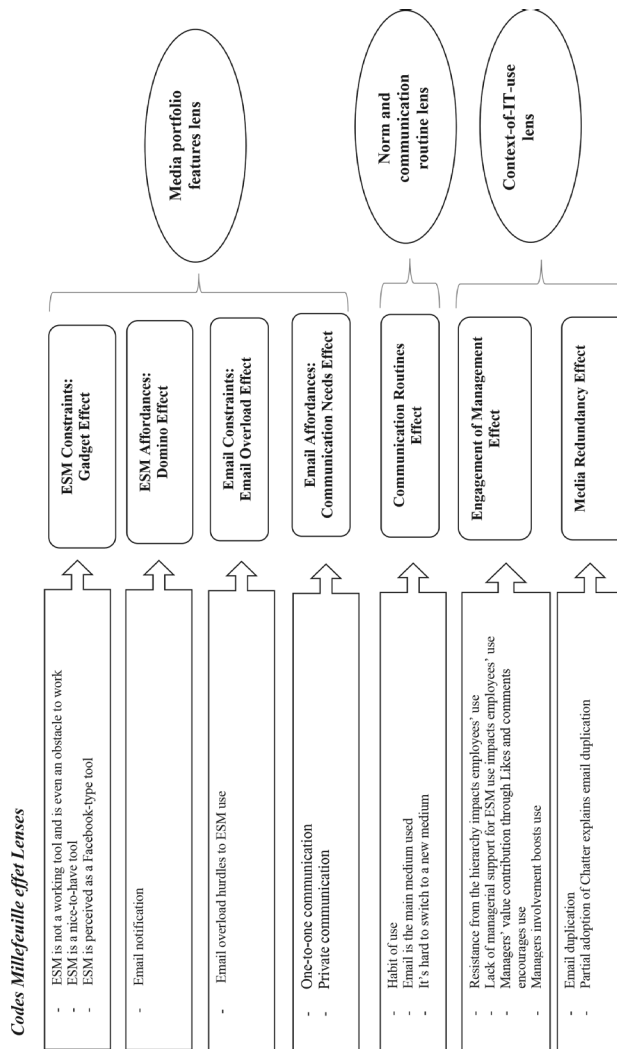 Codes Millefeuille effet Lenses
- ESM is not a working tool and is even an obstacle to work
- ESM is a nice-to-have tool
- ESM is perceived as a Facebook-type tool
ESM Constraints:
Gadget Effect
- Email notification
ESM Affordances:
Domino Effect
- Email overload hurdles to ESM use
Email Constraints:
Email Overload Effect
- One-to-one communication
- Private communication
Email Affordances:
Communication Needs Effect
Media portfolio
features lens
- Habit of use
- Email is the main medium used
- It's hard to switch to a new medium
Communication Routines
Effect
Norm and
communication
routine lens
- Resistance from the hierarchy impacts employees' use
- Lack of managerial support for ESM use impacts employees' use
- Managers' value contribution through Likes and comments
encourages use
- Managers involvement boosts use
Engagement of Management
Effect
- Email duplication
- Partial adoption of Chatter explains email duplication
Media Redundancy Effect
Context-of-IT-use
lens